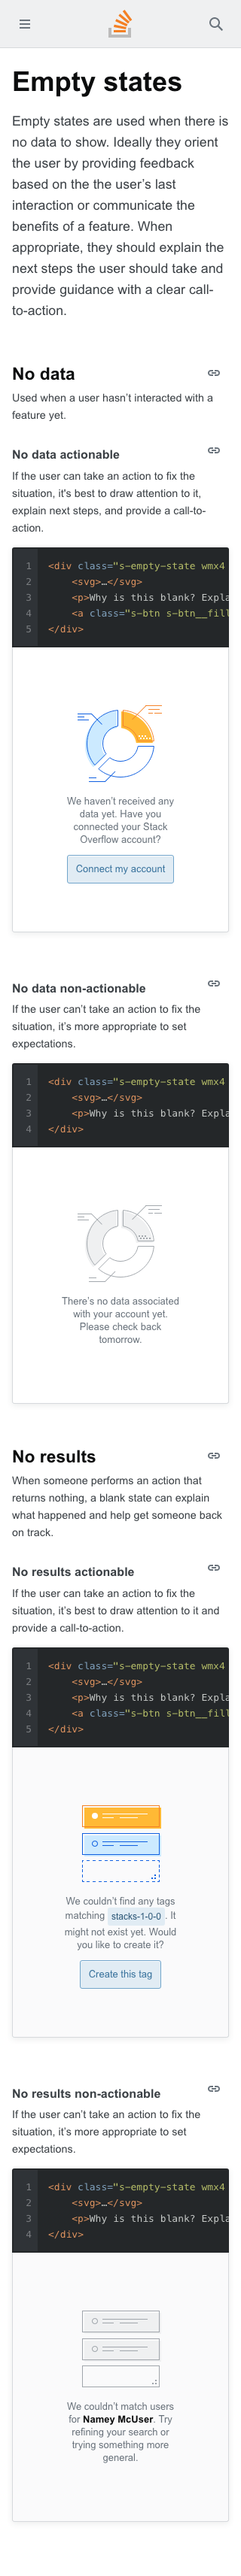 Empty states
Empty states are used when there is
no data to show. Ideally they orient
the user by providing feedback
based on the the user’s last
interaction or communicate the
benefits of a feature. When
appropriate, they should explain the
next steps the user should take and
provide guidance with a clear call-
to-action.
No data
Used when a user hasn’t interacted with a
feature yet.
No data actionable
If the user can take an action to fix the
situation, it's best to draw attention to it,
explain next steps, and provide a call-to-
action.
1 <div class="s-empty-state wmx4
2 <svg>…</svg>
3 <p>Why is this blank? Expla
4 <a class="s-btn s-btn__fill
5 </div>
We haven’t received any
data yet. Have you
connected your Stack
Overflow account?
Connect my account
No data non-actionable
If the user can’t take an action to fix the
situation, it’s more appropriate to set
expectations.
1 <div class="s-empty-state wmx4
2 <svg>…</svg>
3 <p>Why is this blank? Expla
4 </div>
There’s no data associated
with your account yet.
Please check back
tomorrow.
No results
When someone performs an action that
returns nothing, a blank state can explain
what happened and help get someone back
on track.
No results actionable
If the user can take an action to fix the
situation, it’s best to draw attention to it and
provide a call-to-action.
1 <div class="s-empty-state wmx4
2 <svg>…</svg>
3 <p>Why is this blank? Expla
4 <a class="s-btn s-btn__fill
5 </div>
We couldn’t find any tags
matching stacks-1-0-0 . It
might not exist yet. Would
you like to create it?
Create this tag
No results non-actionable
If the user can’t take an action to fix the
situation, it’s more appropriate to set
expectations.
1 <div class="s-empty-state wmx4
2 <svg>…</svg>
3 <p>Why is this blank? Expla
4 </div>
We couldn’t match users
for Namey McUser. Try
refining your search or
trying something more
general.